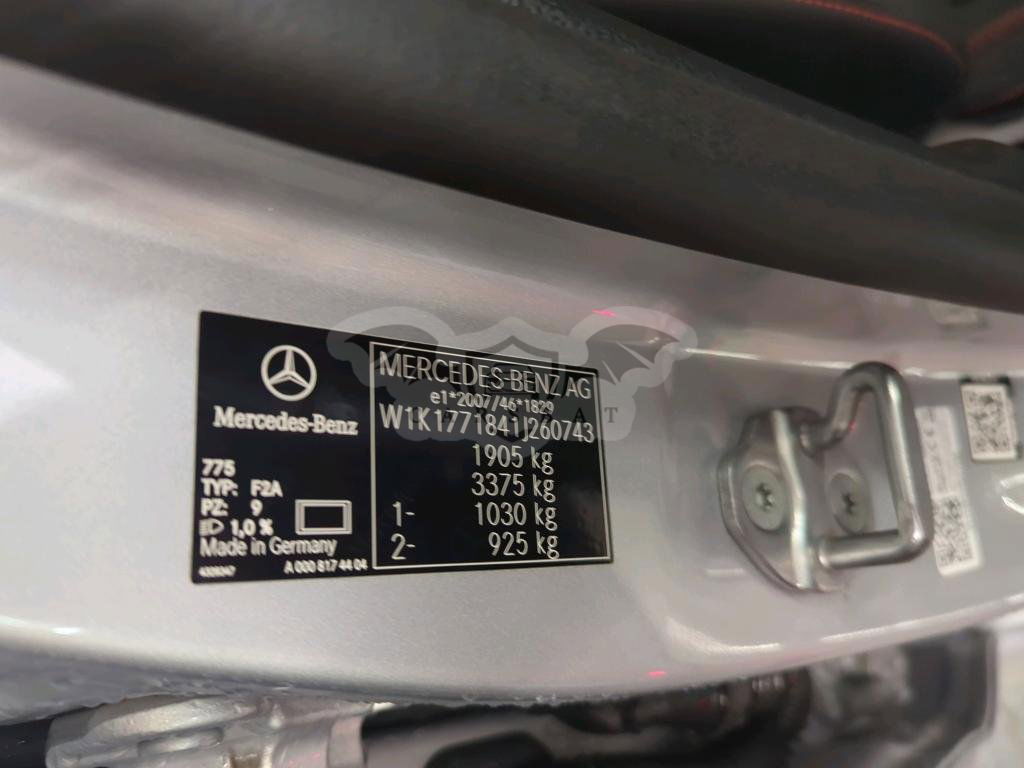 Mercedes-Benz
775
TYP: F2A
PZ: 9
1,0 %
Made in Germany
A 000 817 44 04
MERCEDES-BENZ AG
e1*2007/46*1829
W1K1771841J260743
1905 kg
3375 kg
1- 1030 kg
2- 925 kg